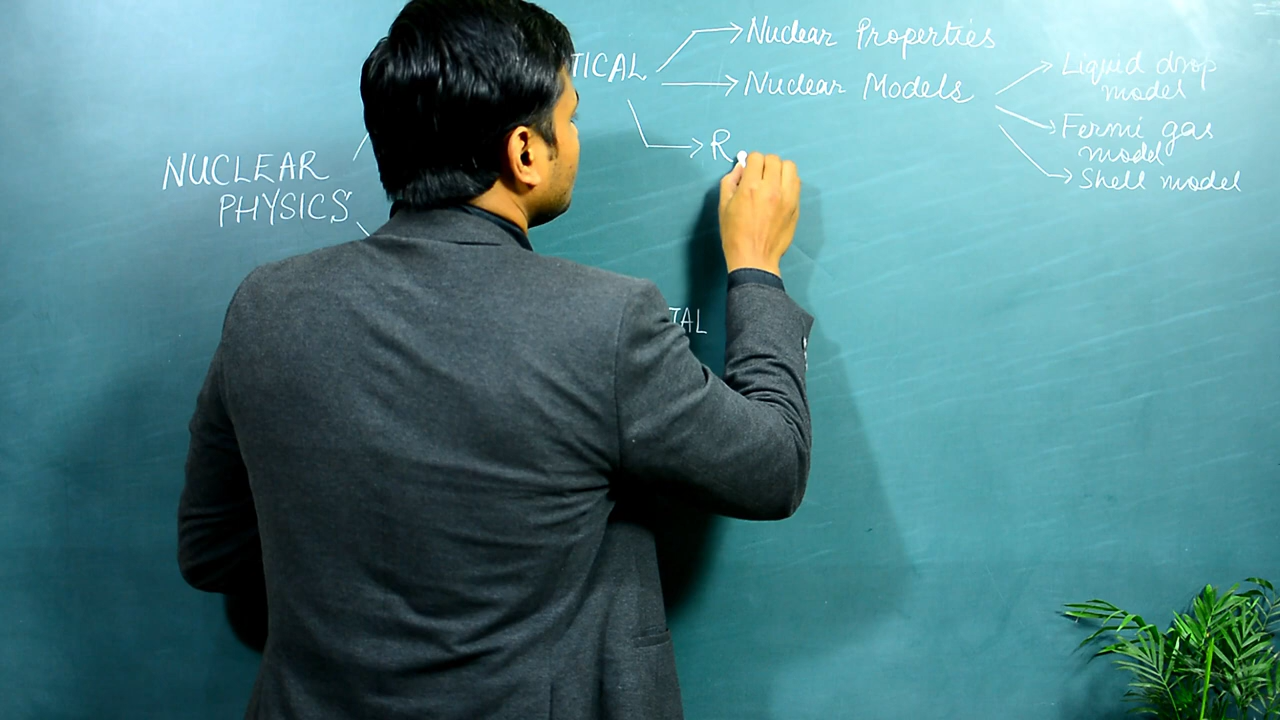 NUCLEAR
PHYSICS
TICAL
Nuclear Properties
Nuclear Models
R
Liquid drop
model
Fermi gas
model
Shell model
TAL